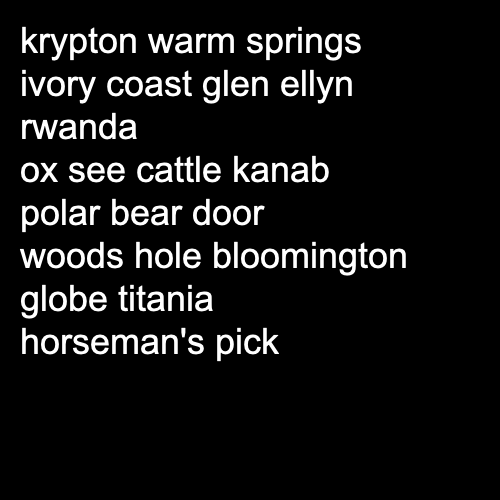 krypton warm springs
ivory coast glen ellyn
rwanda
ox see cattle kanab
polar bear door
woods hole bloomington
globe titania
horseman's pick